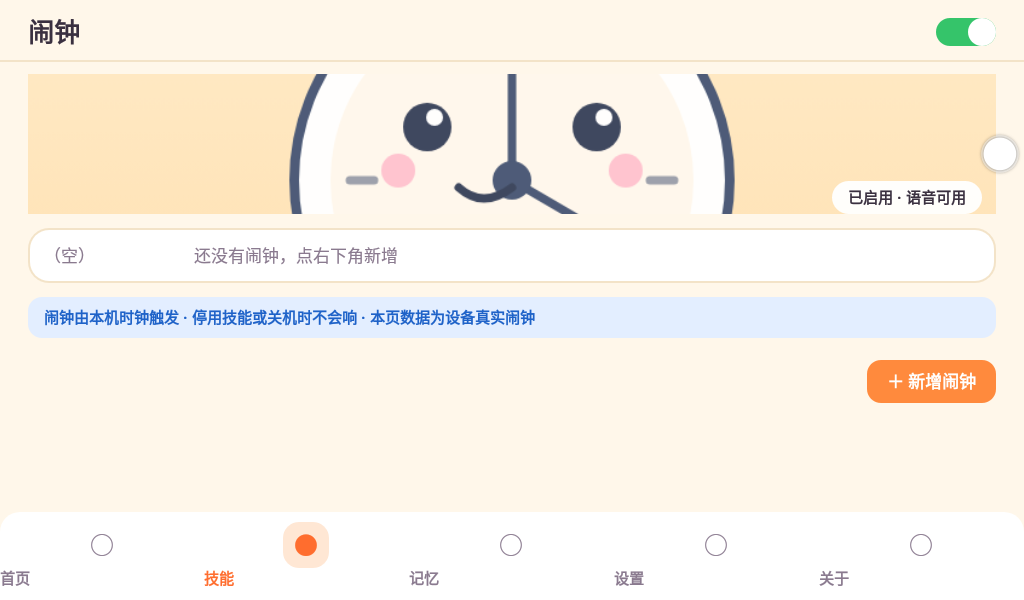 闹钟
已启用 · 语音可用
（空） 还没有闹钟，点右下角新增
闹钟由本机时钟触发 · 停用技能或关机时不会响 · 本页数据为设备真实闹钟
＋ 新增闹钟
首页 技能 记忆 设置 关于